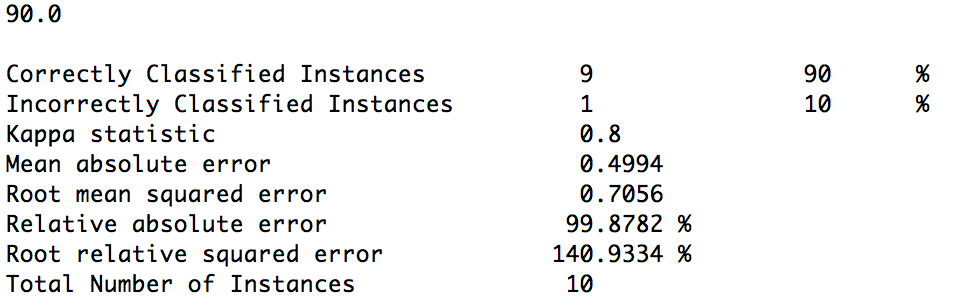 90.0
Correctly Classified Instances 9 90 %
Incorrectly Classified Instances 1 10 %
Kappa statistic 0.8
Mean absolute error 0.4994
Root mean squared error 0.7056
Relative absolute error 99.8782 %
Root relative squared error 140.9334 %
Total Number of Instances 10